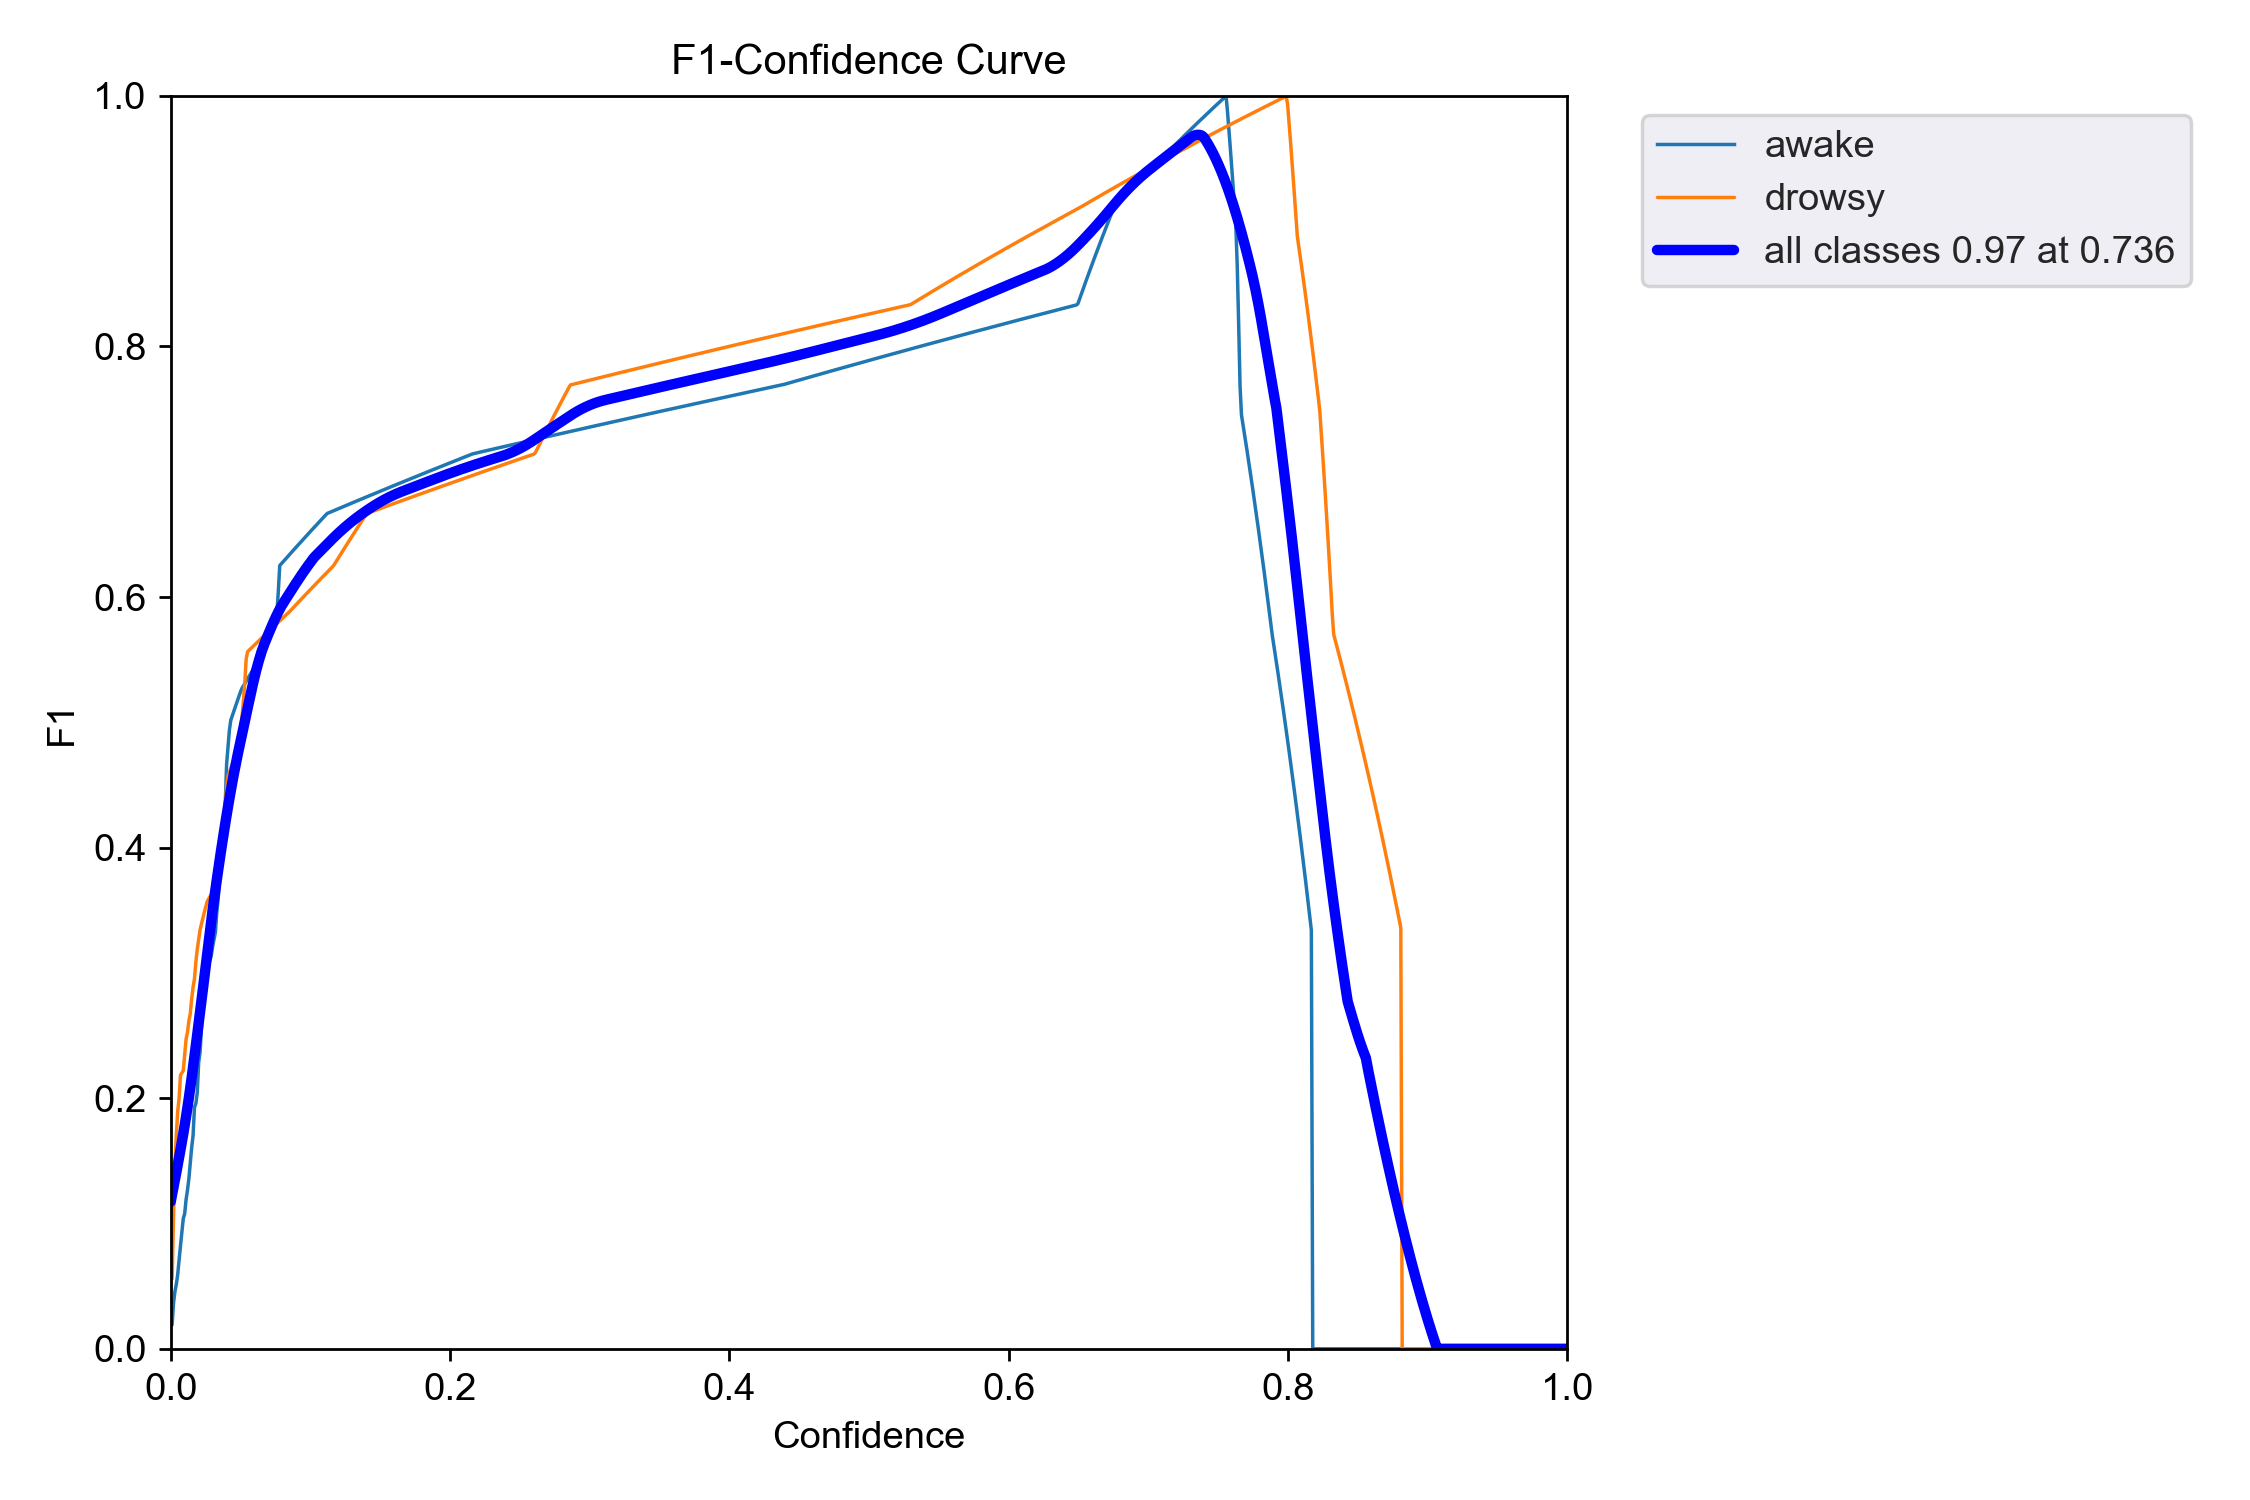 F1-Confidence Curve
1.0
0.8
0.6
0.4
0.2
0.0
F1
0.0 0.2 0.4 0.6 0.8 1.0
Confidence
awake
drowsy
all classes 0.97 at 0.736